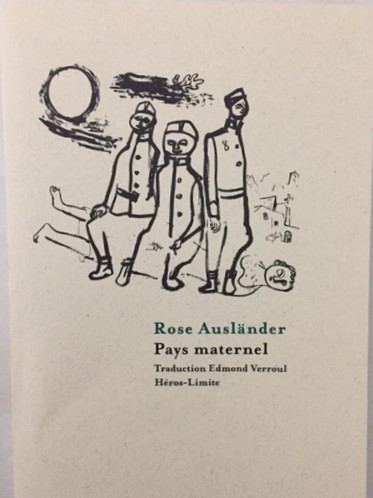 Rose Ausländer
Pays maternel
Traduction Edmond Verroul
Héros-Limite